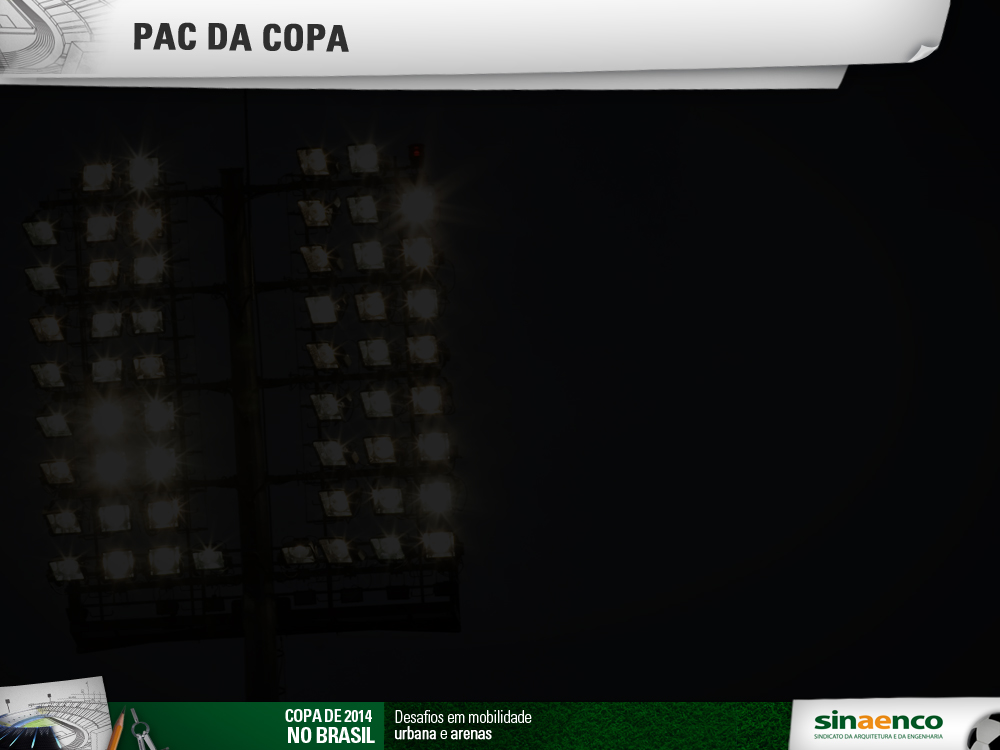 PAC DA COPA
COPA DE 2014
NO BRASIL
Desafios em mobilidade
urbana e arenas
sinaenco
SINDICATO DA ARQUITETURA E DA ENGENHARIA